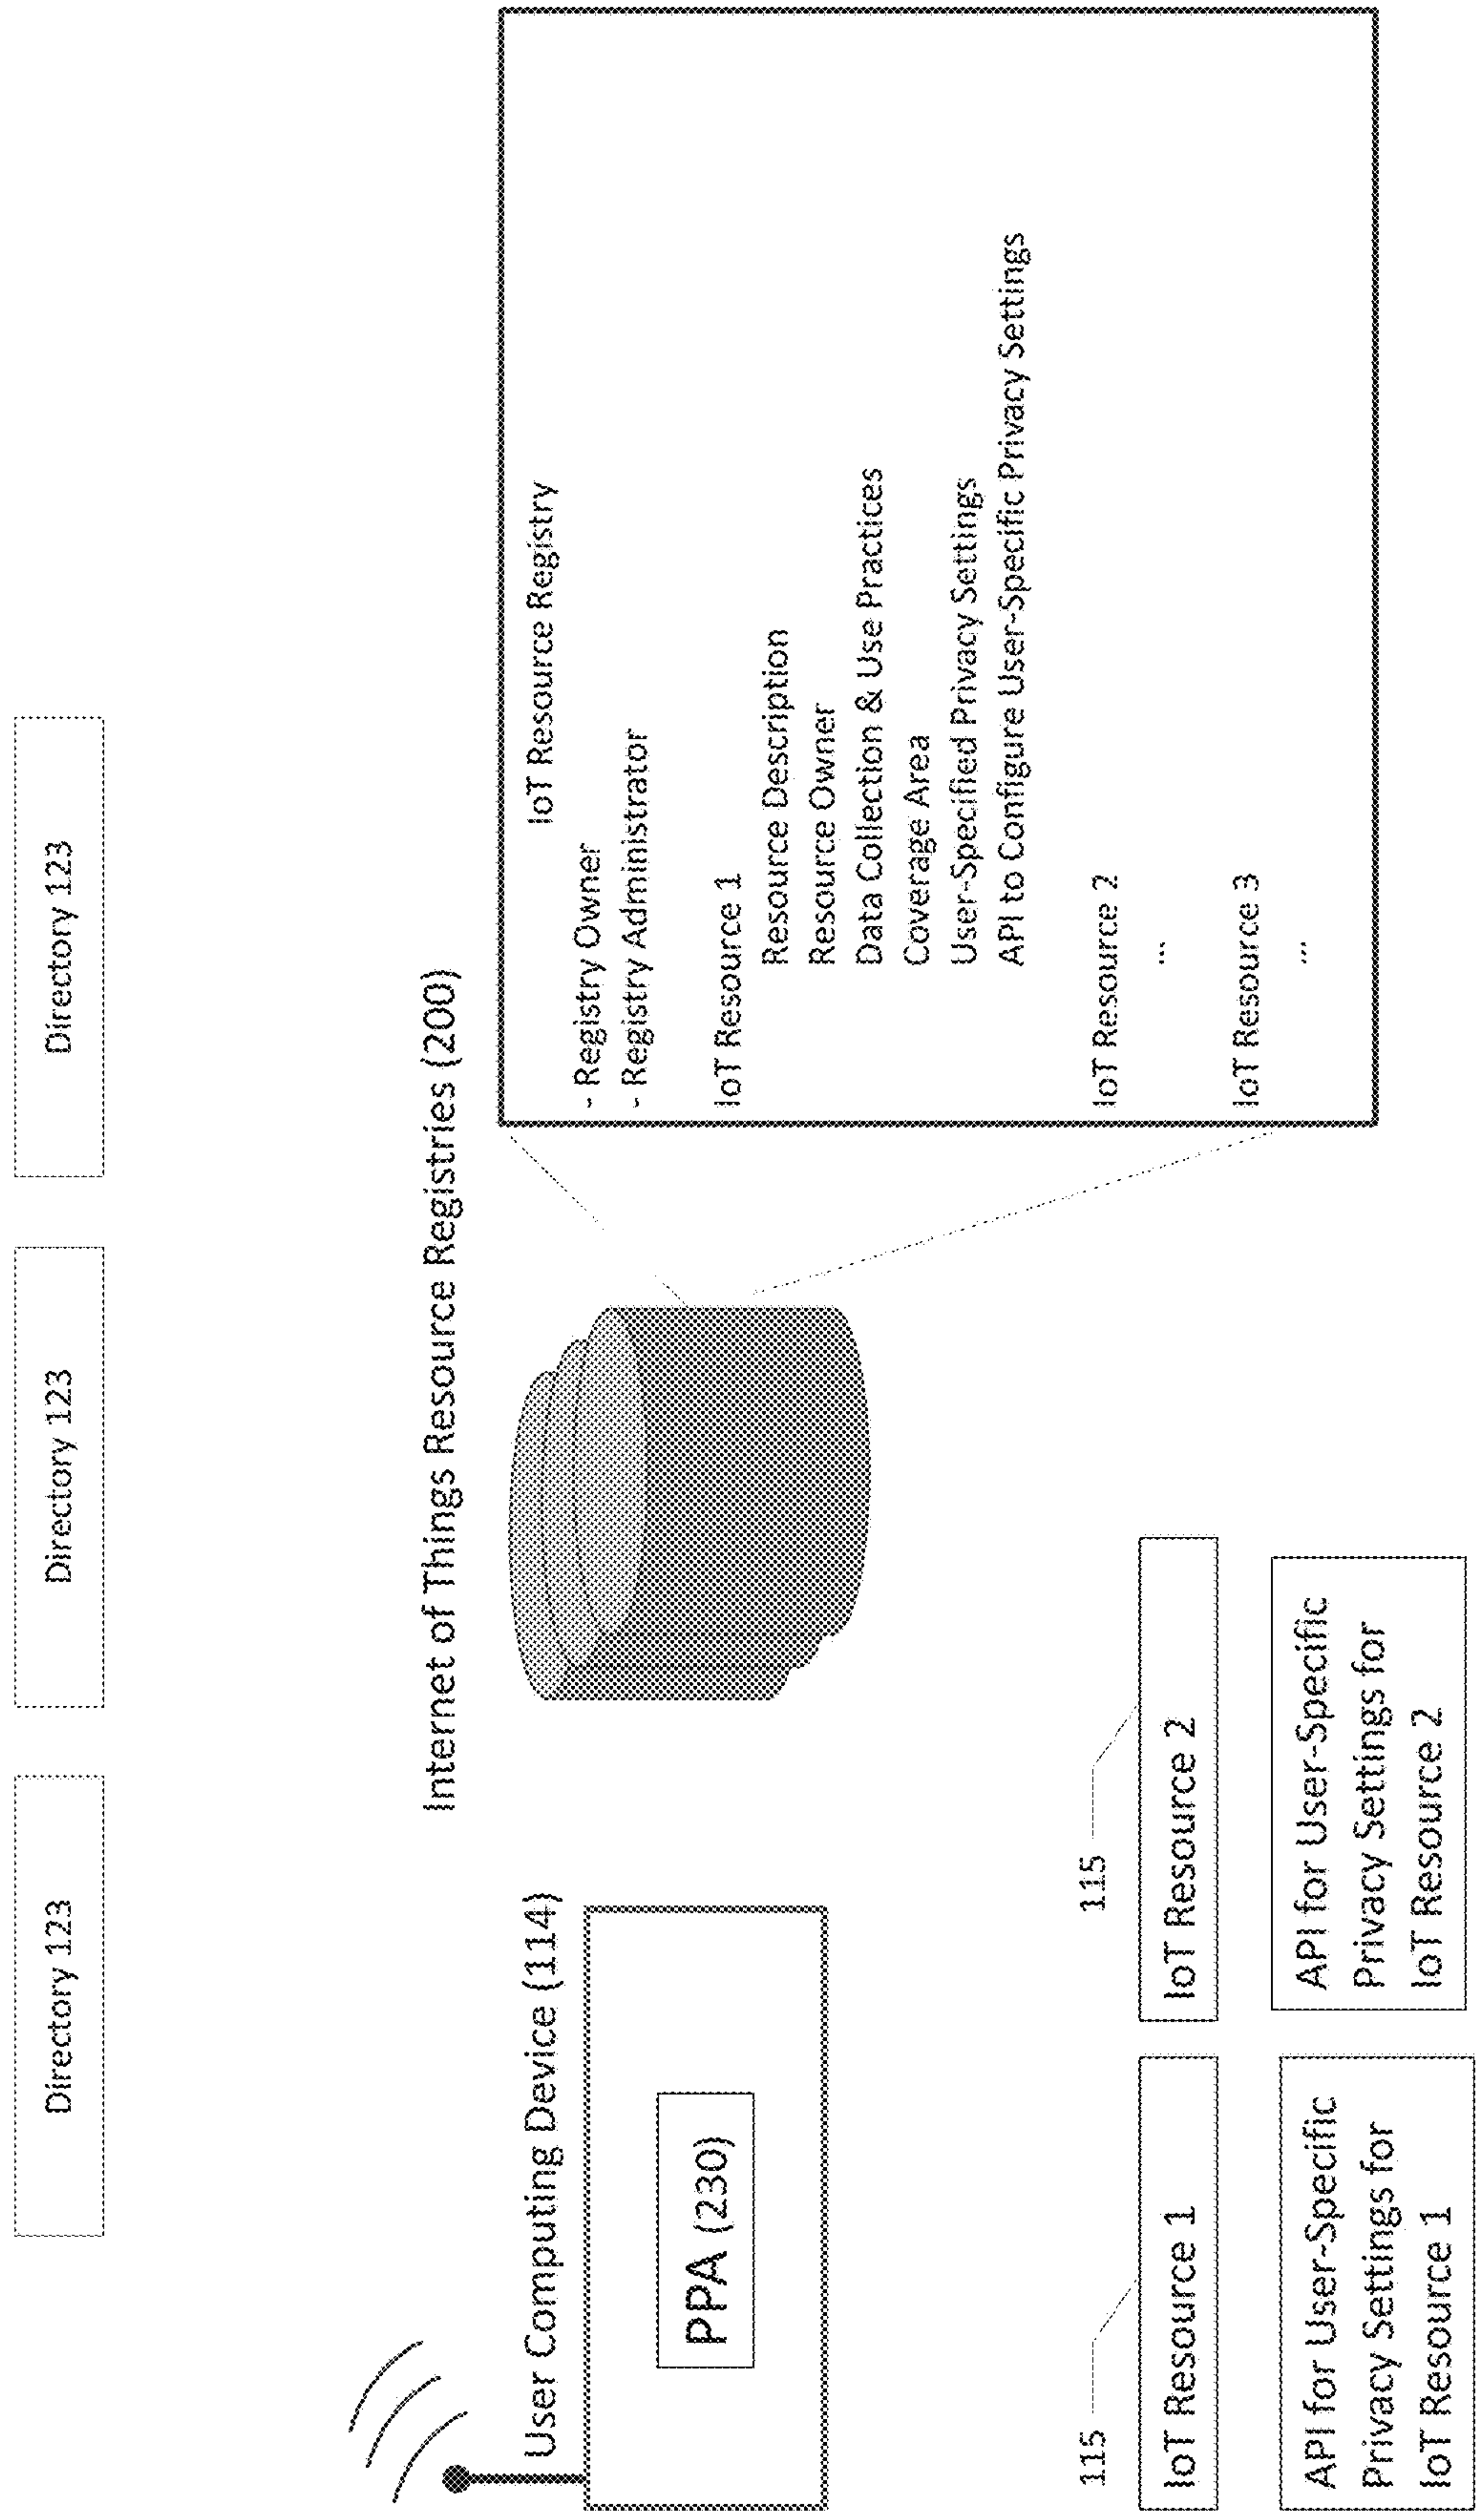 Directory 123
Directory 123
Directory 123
Internet of Things Resource Registries (200)
User Computing Device (114)
PPA (230)
IoT Resource Registry
- Registry Owner
- Registry Administrator
IoT Resource 1
Resource Description
Resource Owner
Data Collection & Use Practices
Coverage Area
User-Specified Privacy Settings
API to Configure User-Specific Privacy Settings
IoT Resource 2
...
IoT Resource 3
...
115
IoT Resource 1
115
IoT Resource 2
API for User-Specific
Privacy Settings for
IoT Resource 1
API for User-Specific
Privacy Settings for
IoT Resource 2